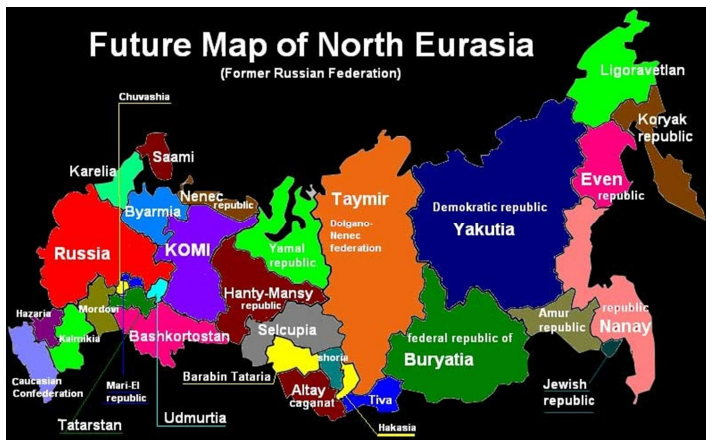 Future Map of North Eurasia
(Former Russian Federation)
Chuvashia
Saami
Karelia
Nenec
republic
Byarmia
Russia
KOMI
Yamal
republic
Taymir
Dolgano-
Nenec
federation
Demokratic republic
Yakutia
Ligoravetlan
Koryak
republic
Even
republic
Hanty-Mansy
republic
Mordovi
Hazaria
Kalmikia
Bashkortostan
Selcupia
shoria
federal republic of
Buryatia
Amur
republic
republic
Nanay
Caucasian
Confederation
Mari-El
republic
Barabin Tataria
Altay
caganat
Tiva
Jewish
republic
Tatarstan
Udmurtia
Hakasia